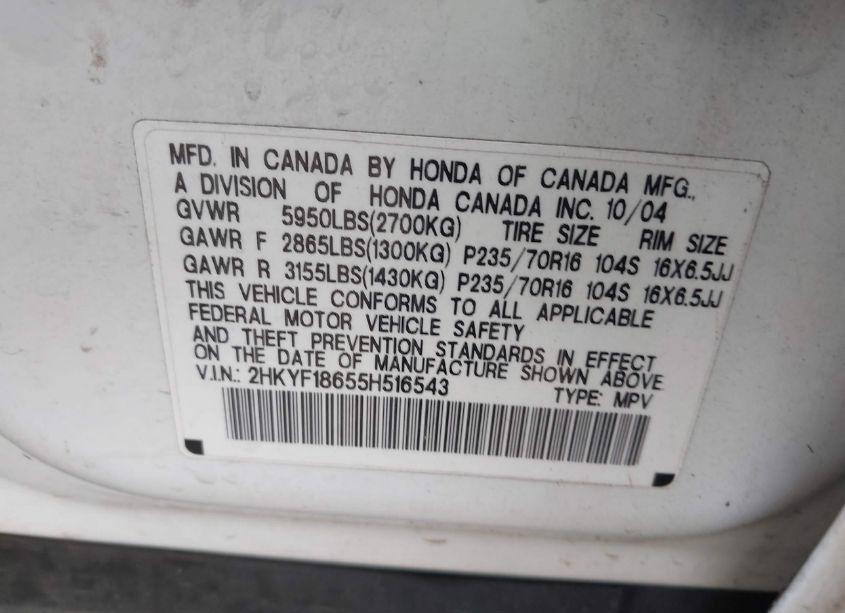 MFD. IN CANADA BY HONDA OF CANADA MFG.,
A DIVISION OF HONDA CANADA INC. 10/04
GVWR 5950LBS(2700KG) TIRE SIZE RIM SIZE
GAWR F 2865LBS(1300KG) P235/70R16 104S 16X6.5JJ
GAWR R 3155LBS(1430KG) P235/70R16 104S 16X6.5JJ
THIS VEHICLE CONFORMS TO ALL APPLICABLE
FEDERAL MOTOR VEHICLE SAFETY
AND THEFT PREVENTION STANDARDS IN EFFECT
ON THE DATE OF MANUFACTURE SHOWN ABOVE
V.I.N.: 2HKYF18655H516543 TYPE: MPV